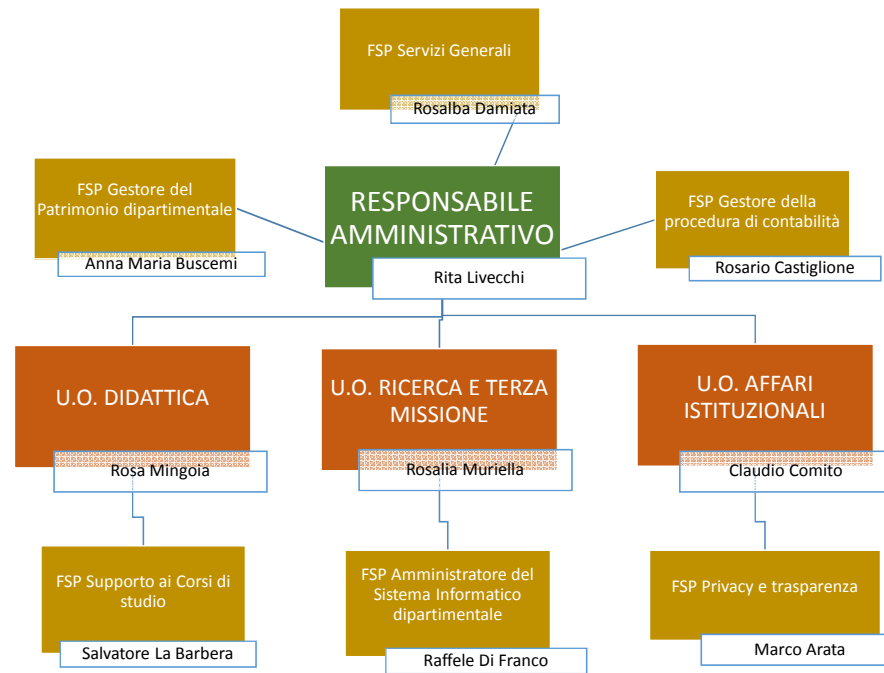 FSP Servizi Generali
Rosalba Damiata
FSP Gestore del
Patrimonio dipartimentale
Anna Maria Buscemi
RESPONSABILE
AMMINISTRATIVO
Rita Livecchi
FSP Gestore della
procedura di contabilità
Rosario Castiglione
U.O. DIDATTICA
Rosa Mingoia
U.O. RICERCA E TERZA
MISSIONE
Rosalia Muriella
U.O. AFFARI
ISTITUZIONALI
Claudio Comito
FSP Supporto ai Corsi di
studio
Salvatore La Barbera
FSP Amministratore del
Sistema Informatico
dipartimentale
Raffele Di Franco
FSP Privacy e trasparenza
Marco Arata